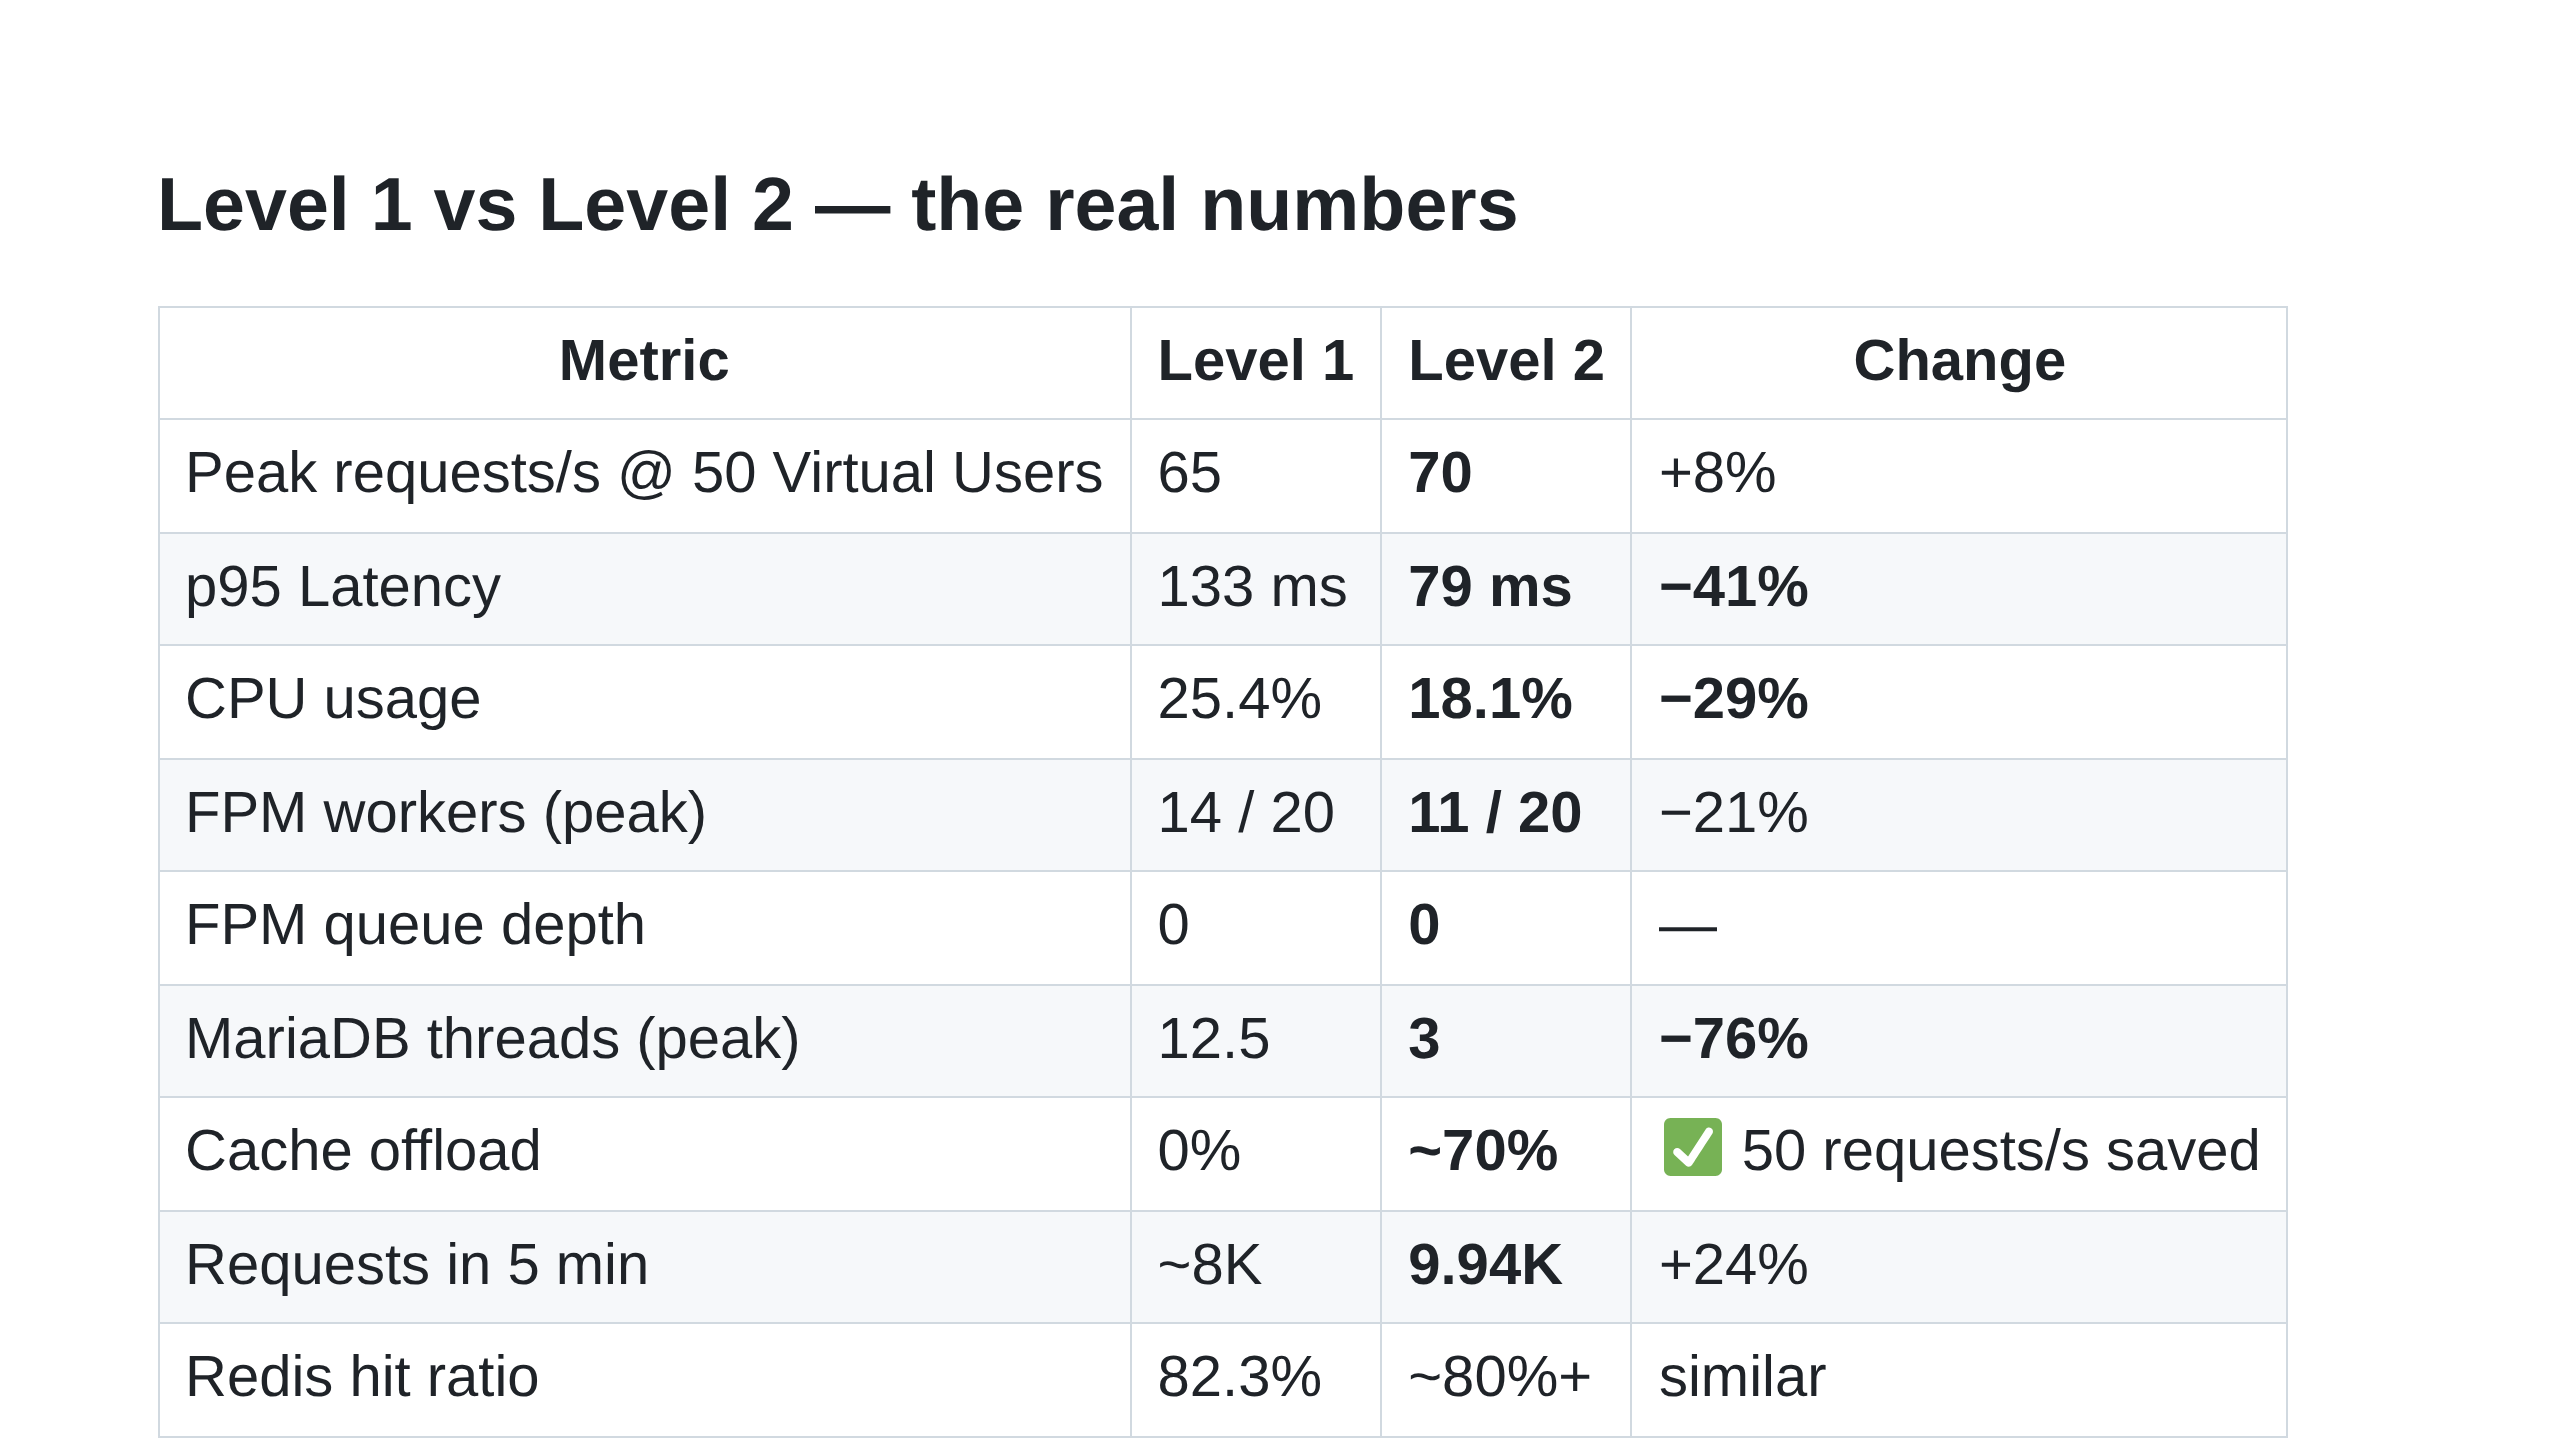 Level 1 vs Level 2 — the real numbers
Metric Level 1 Level 2 Change
Peak requests/s @ 50 Virtual Users 65 70 +8%
p95 Latency 133 ms 79 ms −41%
CPU usage 25.4% 18.1% −29%
FPM workers (peak) 14 / 20 11 / 20 −21%
FPM queue depth 0 0 —
MariaDB threads (peak) 12.5 3 −76%
Cache offload 0% ~70% ✅ 50 requests/s saved
Requests in 5 min ~8K 9.94K +24%
Redis hit ratio 82.3% ~80%+ similar